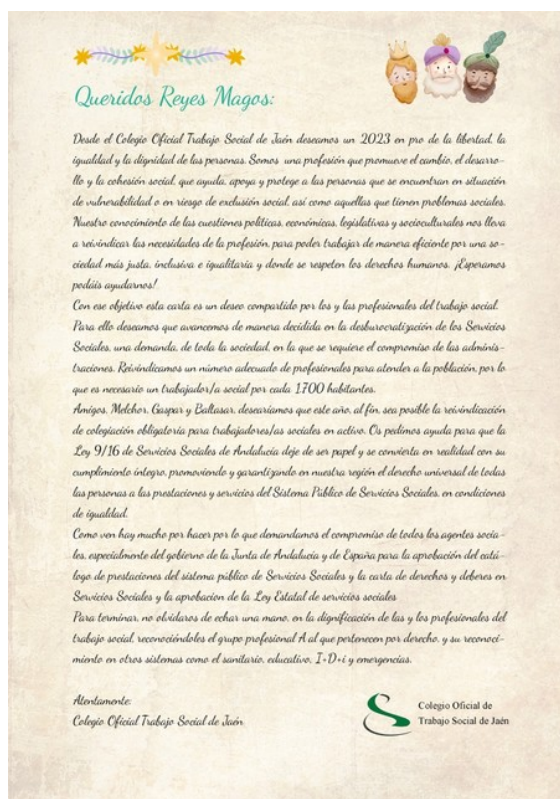 Queridos Reyes Magos:
Desde el Colegio Oficial Trabajo Social de Jaén deseamos un 2023 en pro de la libertad, la
igualdad y la dignidad de las personas. Somos una profesión que promueve el cambio, el desarro-
llo y la cohesión social, que ayuda, apoya y protege a las personas que se encuentran en situación
de vulnerabilidad o en riesgo de exclusión social, así como aquellas que tienen problemas sociales.
Nuestro conocimiento de las cuestiones políticas, económicas, legislativas y socioculturales nos lleva
a reivindicar las necesidades de la profesión, para poder trabajar de manera eficiente por una so-
ciedad más justa, inclusiva e igualitaria y donde se respeten los derechos humanos. ¡Esperamos
podáis ayudarnos!
Con ese objetivo esta carta es un deseo compartido por los y las profesionales del trabajo social.
Para ello deseamos que avancemos de manera decidida en la desburocratización de los Servicios
Sociales, una demanda, de toda la sociedad, en la que se requiere el compromiso de las adminis-
traciones. Reivindicamos un número adecuado de profesionales para atender a la población, por lo
que es necesario un trabajador/a social por cada 1700 habitantes.
Amigos, Melchor, Gaspar y Baltasar, desearíamos que este año, al fin, sea posible la reivindicación
de colegiación obligatoria para trabajadores/as sociales en activo. Os pedimos ayuda para que la
Ley 9/16 de Servicios Sociales de Andalucía deje de ser papel y se convierta en realidad con su
cumplimiento íntegro, promoviendo y garantizando en nuestra región el derecho universal de todas
las personas a las prestaciones y servicios del Sistema Público de Servicios Sociales, en condiciones
de igualdad.
Como ven hay mucho por hacer por lo que demandamos el compromiso de todos los agentes socia-
les, especialmente del gobierno de la Junta de Andalucía y de España para la aprobación del catá-
logo de prestaciones del sistema público de Servicios Sociales y la carta de derechos y deberes en
Servicios Sociales y la aprobacion de la Ley Estatal de servicios sociales
Para terminar, no olvidaros de echar una mano, en la dignificación de las y los profesionales del
trabajo social, reconociéndoles el grupo profesional A al que pertenecen por derecho, y su reconoci-
miento en otros sistemas como el sanitario, educativo, I+D+i y emergencias.
Atentamente:
Colegio Oficial Trabajo Social de Jaén
Colegio Oficial de
Trabajo Social de Jaén